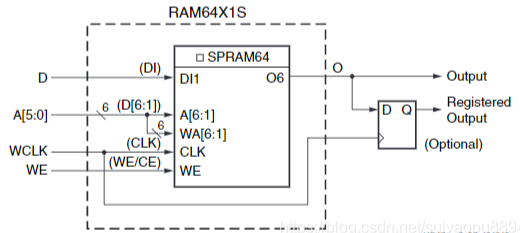 RAM64X1S
SPRAM64
D (DI) DI1 O6 O Output
A[5:0] 6 (D[6:1]) A[6:1] D Q Registered Output
6 WA[6:1]
(Optional)
WCLK (CLK) CLK
WE (WE/CE) WE